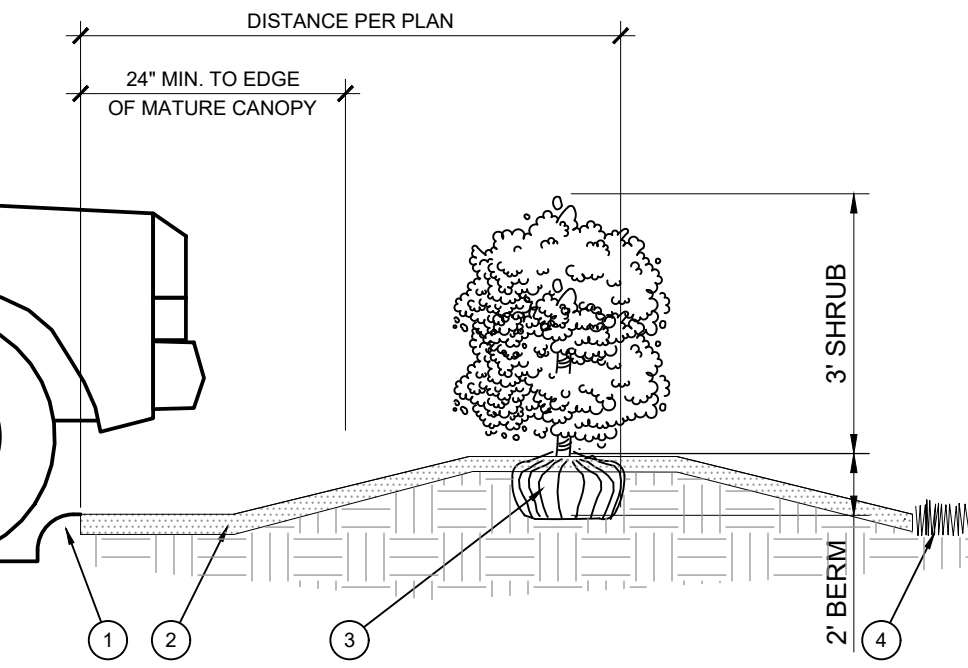 DISTANCE PER PLAN
24" MIN. TO EDGE
OF MATURE CANOPY
3' SHRUB
2' BERM
1
2
3
4